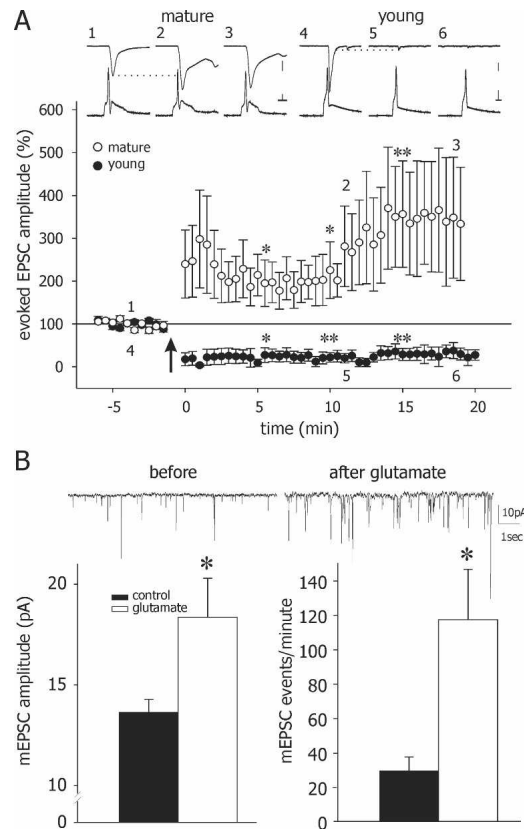 A
mature
young
1
2
3
4
5
6
evoked EPSC amplitude (%)
600
500
400
300
200
100
0
mature
young
1
4
2
3
*
*
**
*
**
**
5
6
-5
0
5
10
15
20
time (min)
B
before
after glutamate
10pA
1sec
mEPSC amplitude (pA)
20
15
10
0
control
glutamate
*
mEPSC events/minute
140
120
100
80
60
40
20
0
*